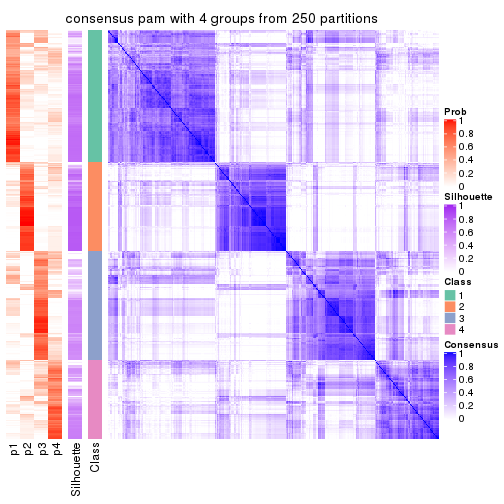 consensus pam with 4 groups from 250 partitions
Prob
1
0.8
0.6
0.4
0.2
0
Silhouette
1
0.8
0.6
0.4
0.2
0
Class
1
2
3
4
Consensus
1
0.8
0.6
0.4
0.2
0
p1
p2
p3
p4
Silhouette
Class